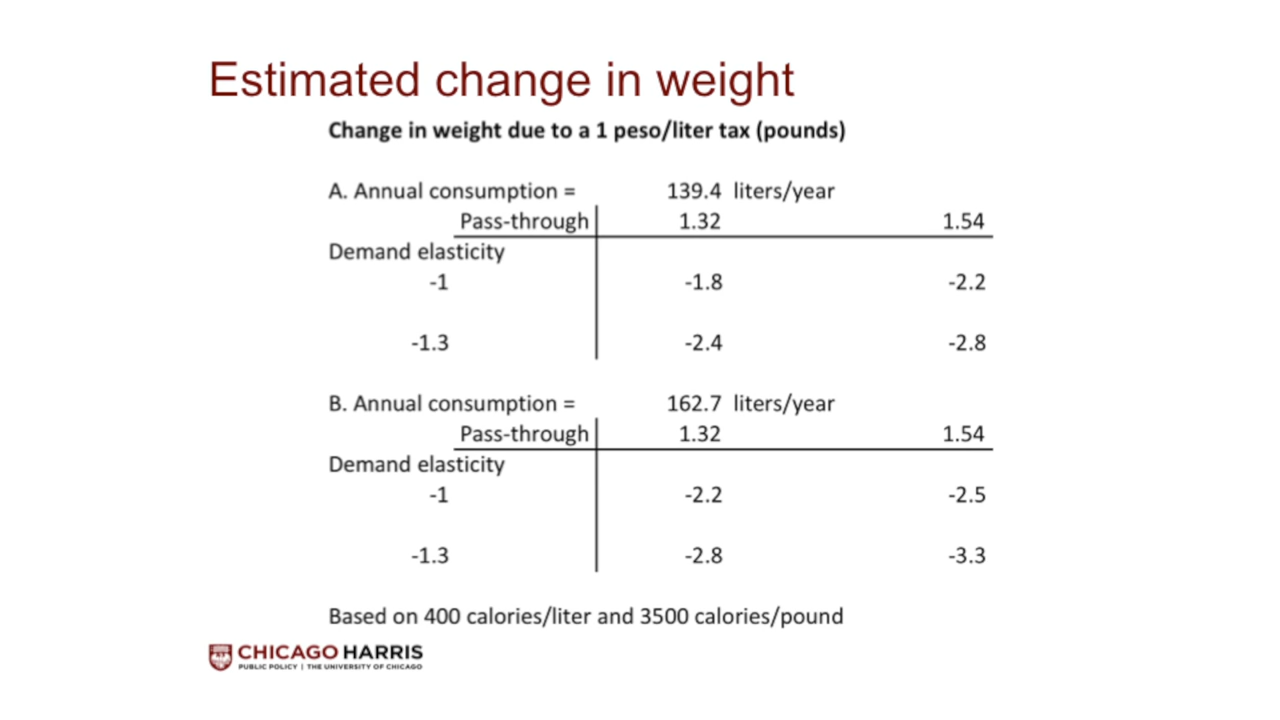 Estimated change in weight
Change in weight due to a 1 peso/liter tax (pounds)
A. Annual consumption = 139.4 liters/year
Pass-through 1.32 1.54
Demand elasticity
-1 -1.8 -2.2
-1.3 -2.4 -2.8
B. Annual consumption = 162.7 liters/year
Pass-through 1.32 1.54
Demand elasticity
-1 -2.2 -2.5
-1.3 -2.8 -3.3
Based on 400 calories/liter and 3500 calories/pound
CHICAGO HARRIS
PUBLIC POLICY | THE UNIVERSITY OF CHICAGO